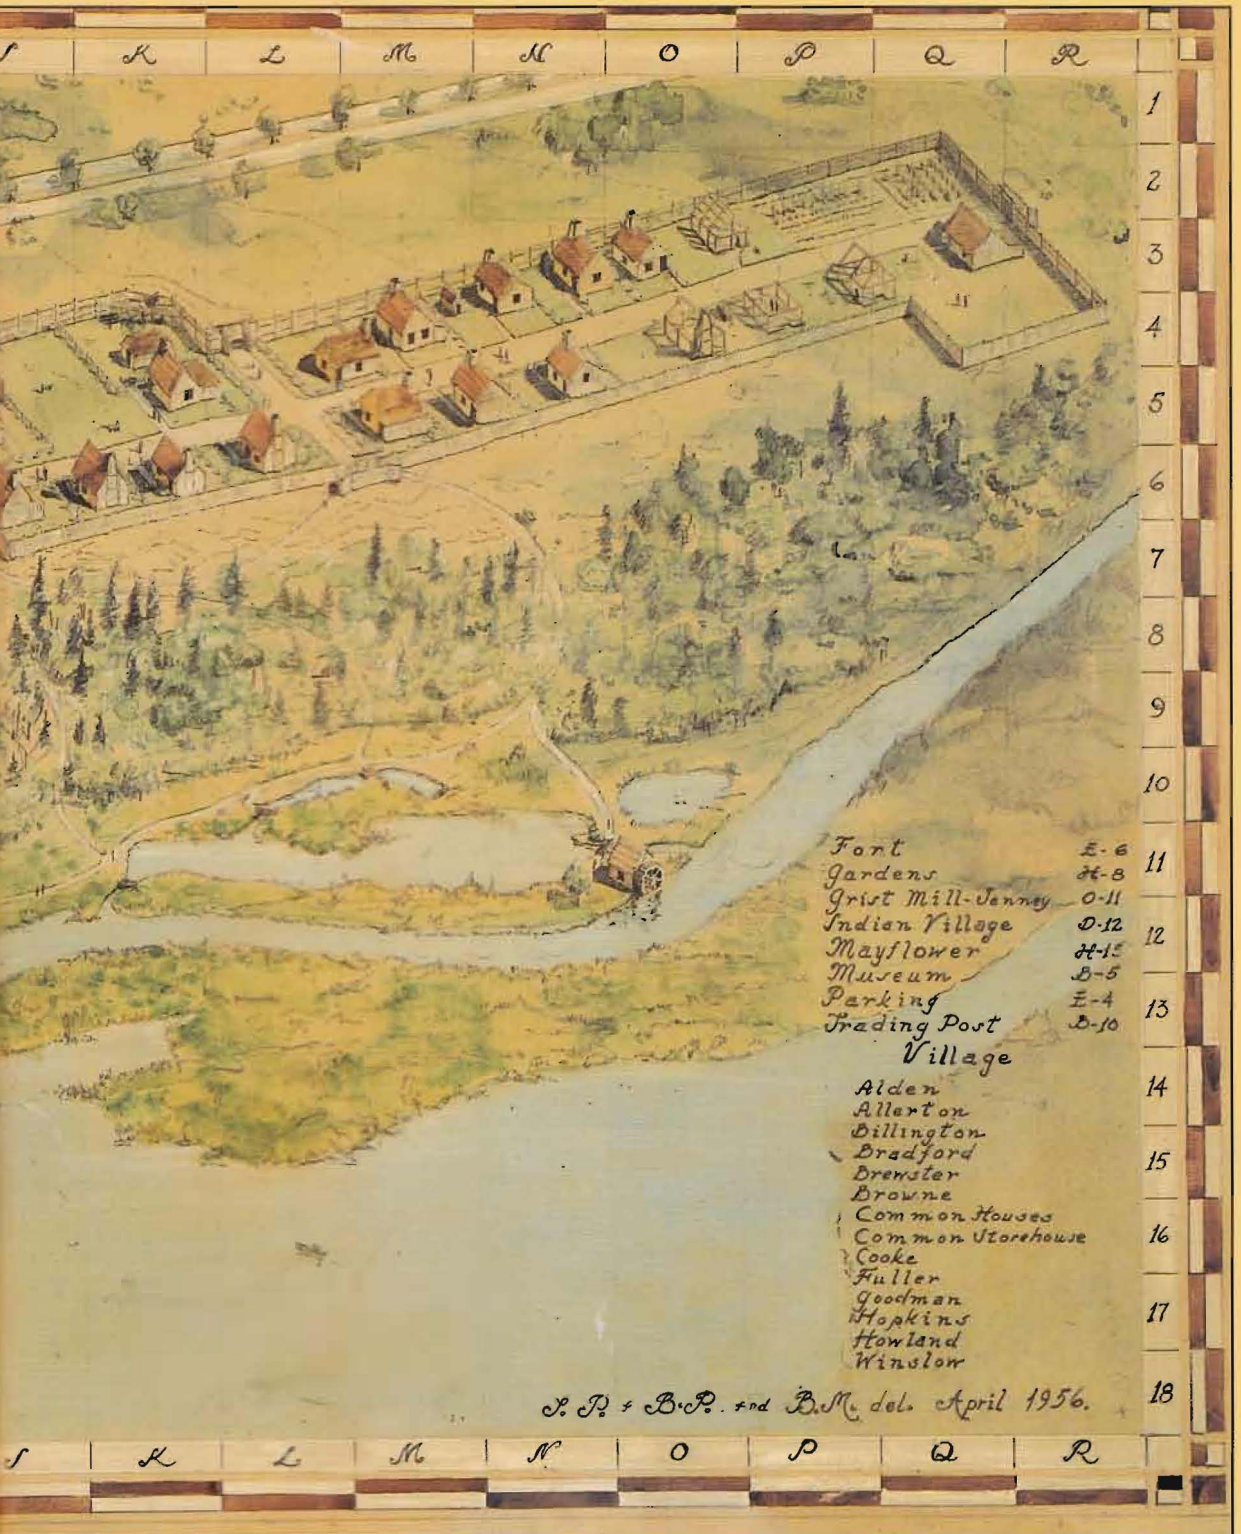 J K L M N O P Q R
1
2
3
4
5
6
7
8
9
10
11
12
13
14
15
16
17
18
Fort E-6
Gardens H-8
Grist Mill-Jenney O-11
Indian Village D-12
Mayflower
Museum B-5
Parking E-4
Trading Post B-10
Village
Alden
Allerton
Billington
Bradford
Brewster
Browne
Common Houses
Common Storehouse
Cooke
Fuller
Goodman
Hopkins
Howland
Winslow
B.P. and B.M. del. April 1956.
J K L M N O P Q R